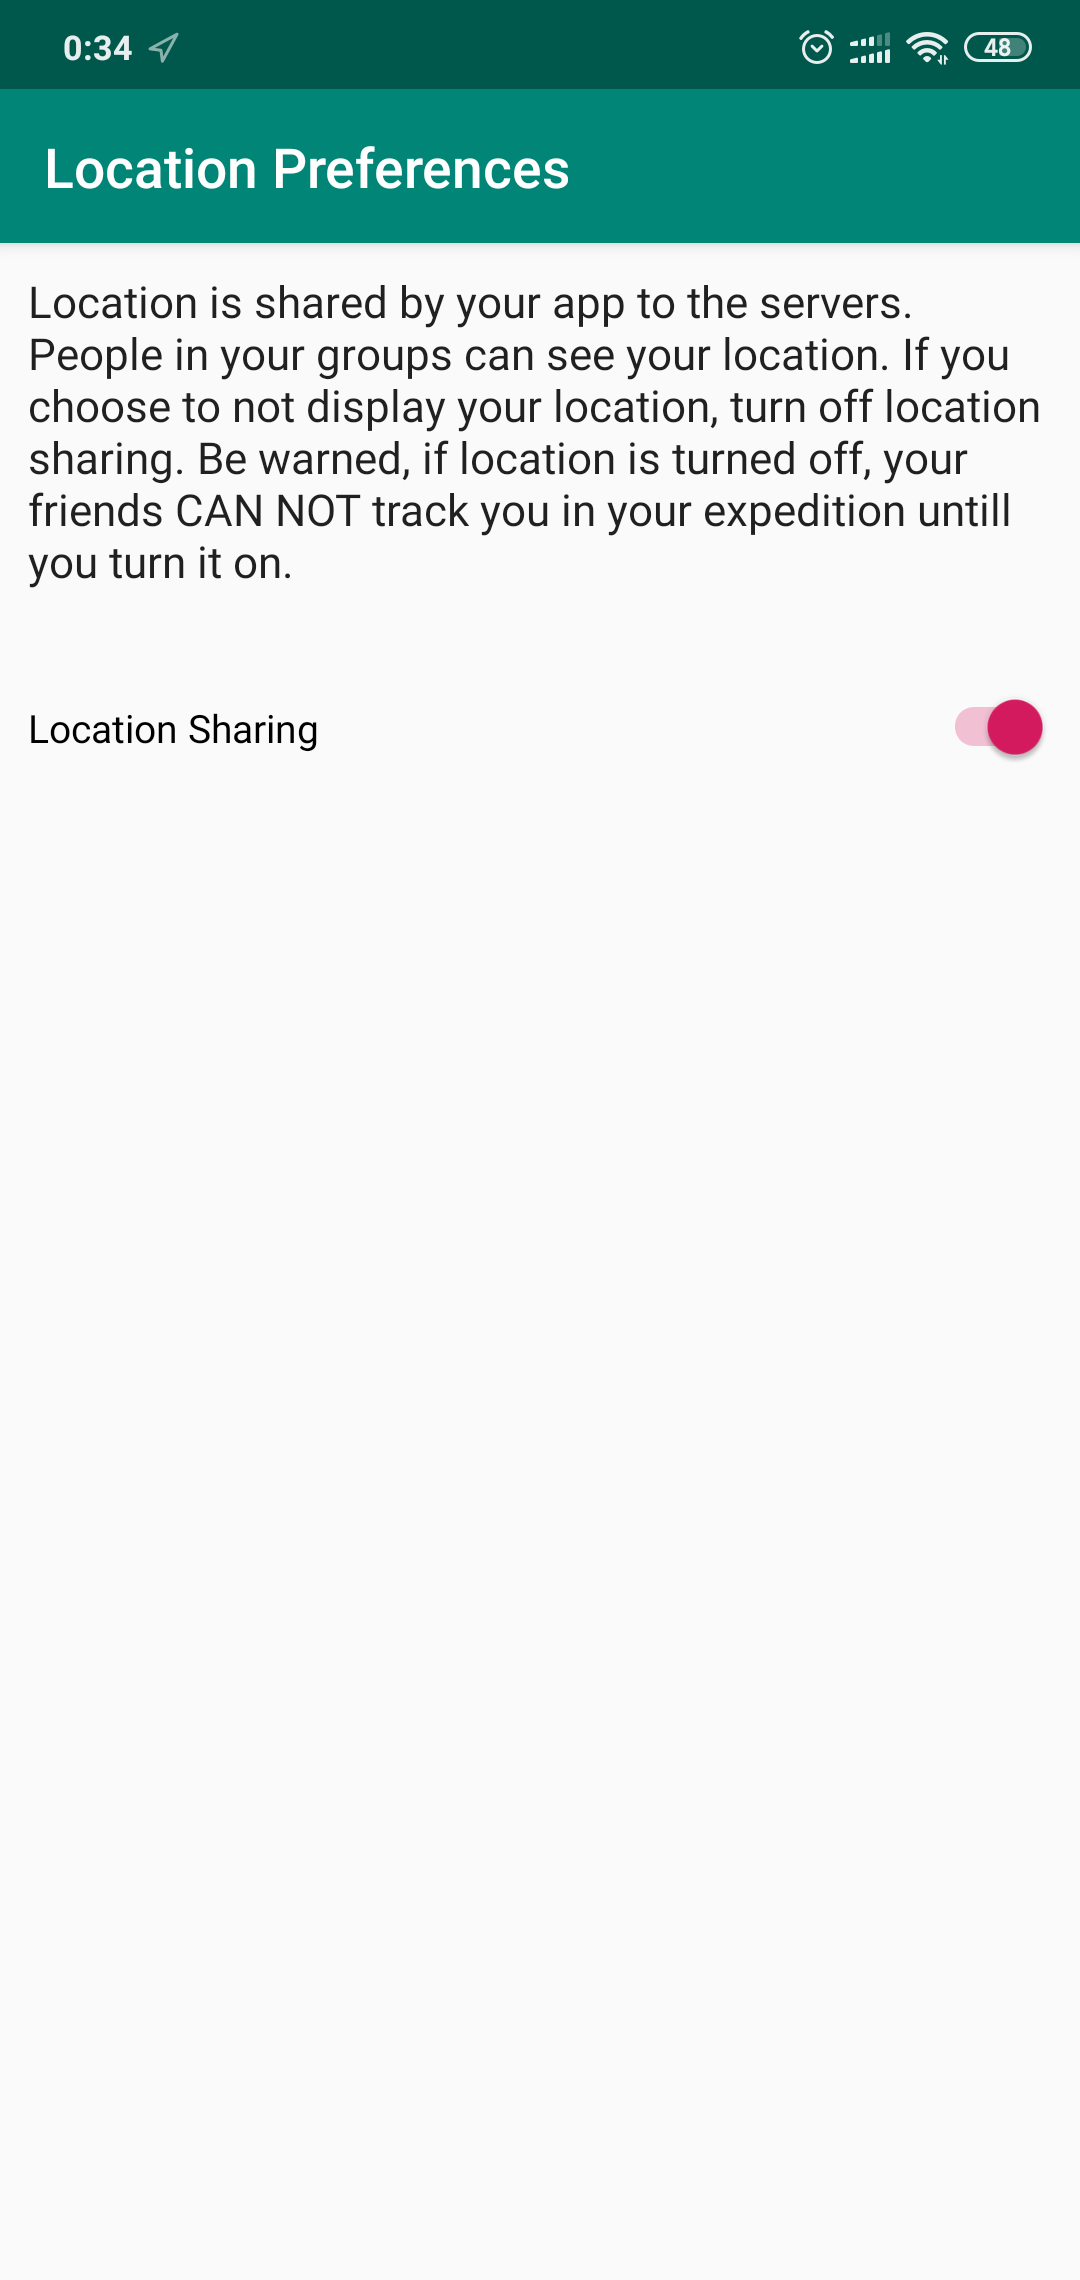 0:34
48
Location Preferences
Location is shared by your app to the servers.
People in your groups can see your location. If you
choose to not display your location, turn off location
sharing. Be warned, if location is turned off, your
friends CAN NOT track you in your expedition untill
you turn it on.
Location Sharing